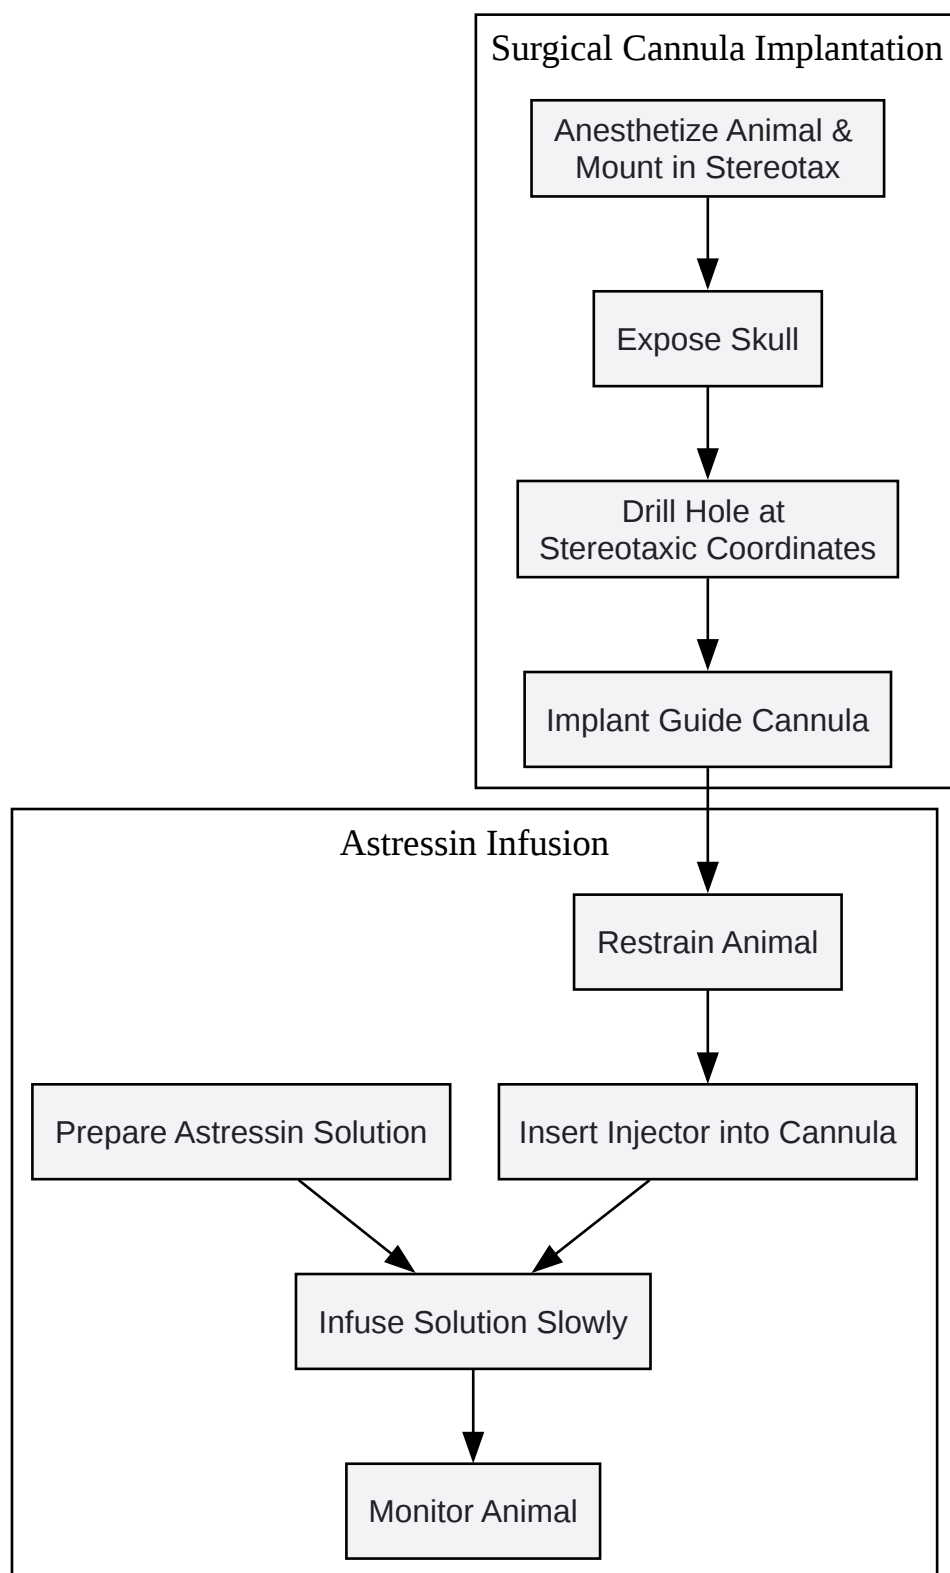 Surgical Cannula Implantation
Anesthetize Animal &
Mount in Stereotax
Expose Skull
Drill Hole at
Stereotaxic Coordinates
Implant Guide Cannula
Astressin Infusion
Restrain Animal
Prepare Astressin Solution
Insert Injector into Cannula
Infuse Solution Slowly
Monitor Animal